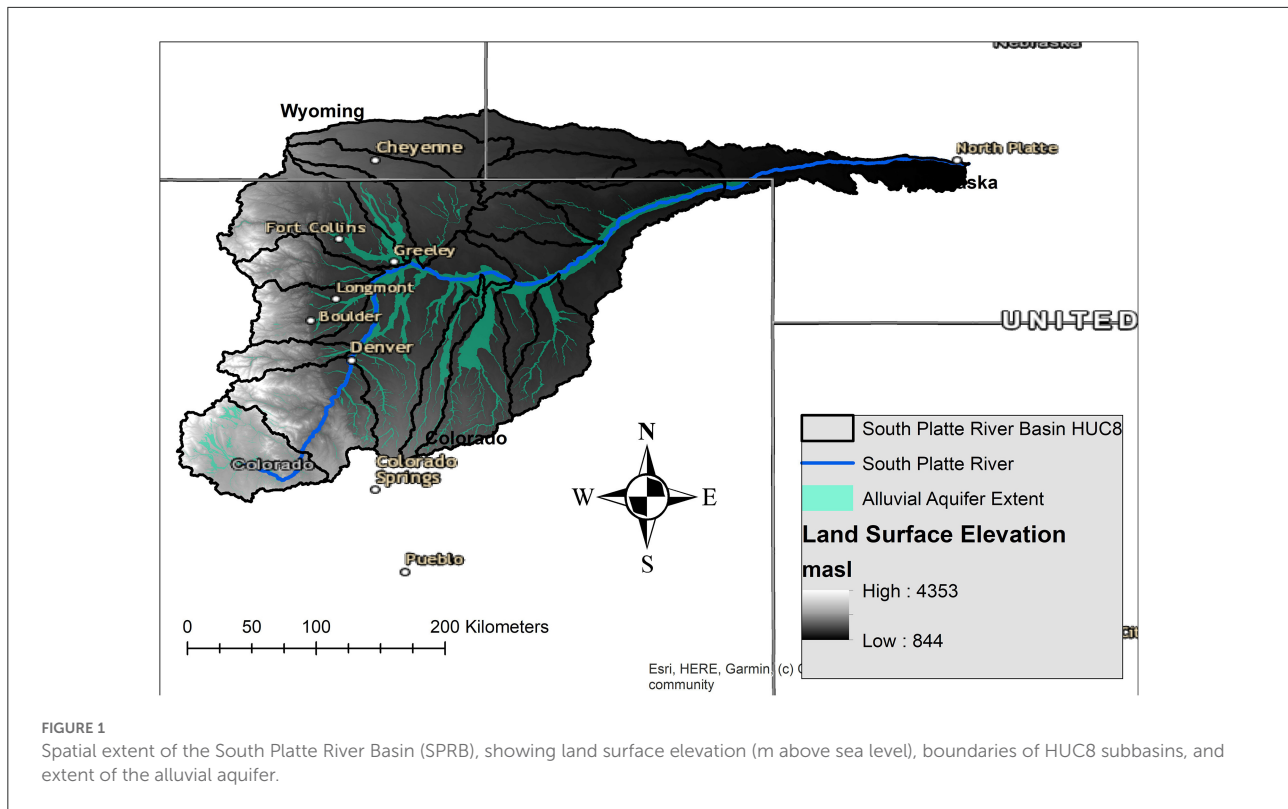 Nebraska
Wyoming
Cheyenne
North Platte
aska
Fort Collins
Greeley
Longmont
Boulder
UNITED
Denver
Colorado
Colorado
Colorado
Springs
Pueblo
N
W
E
S
South Platte River Basin HUC8
South Platte River
Alluvial Aquifer Extent
Land Surface Elevation
masl
High : 4353
Low : 844
0 50 100 200 Kilometers
Esri, HERE, Garmin, (c)
community
FIGURE 1
Spatial extent of the South Platte River Basin (SPRB), showing land surface elevation (m above sea level), boundaries of HUC8 subbasins, and
extent of the alluvial aquifer.